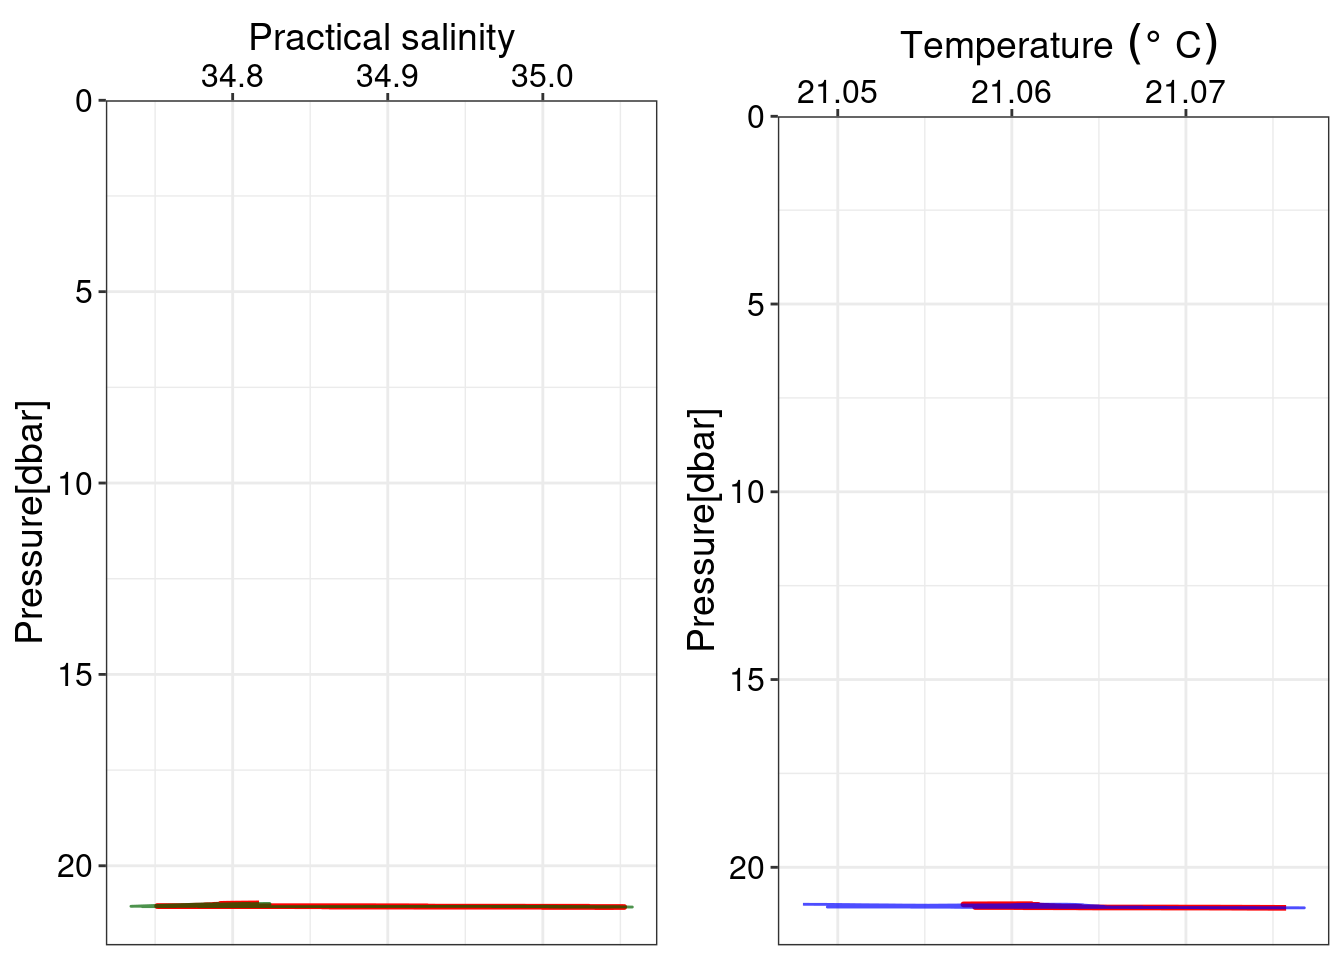 Practical salinity
34.8 34.9 35.0
0
5
10
15
20
Pressure[dbar]
Temperature (° C)
21.05 21.06 21.07
0
5
10
15
20
Pressure[dbar]